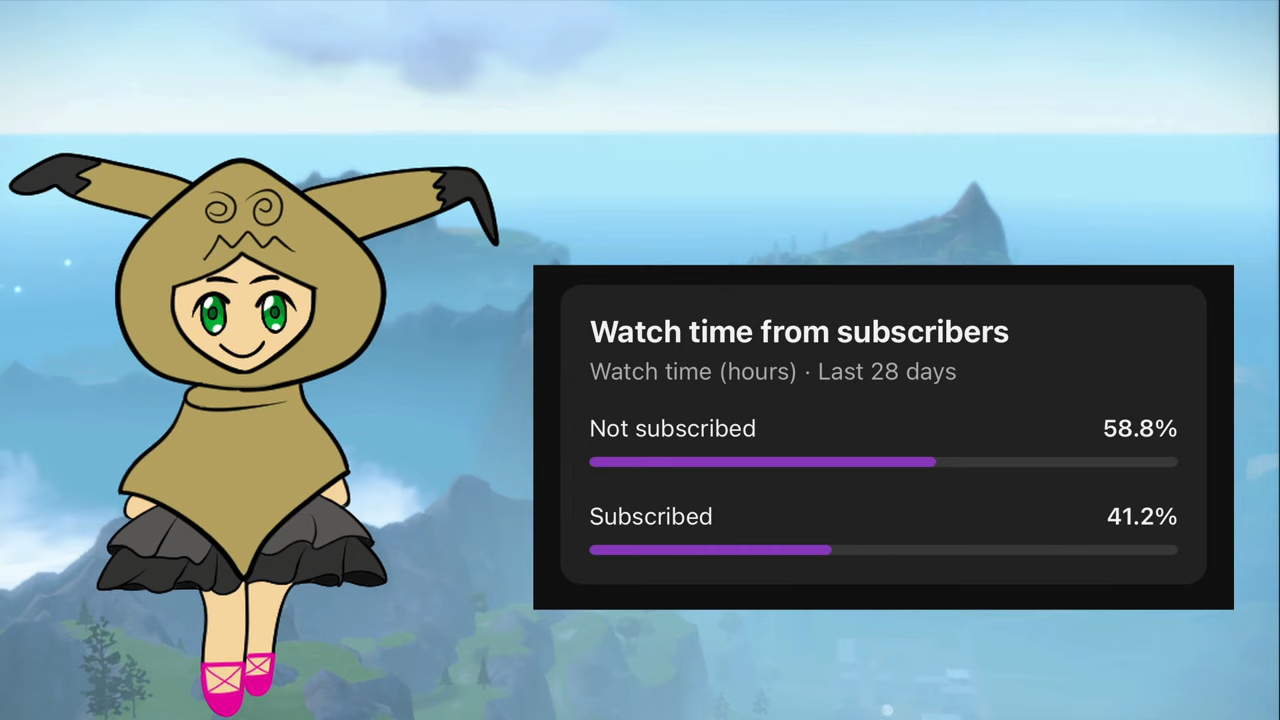 Watch time from subscribers
Watch time (hours) · Last 28 days
Not subscribed 58.8%
Subscribed 41.2%